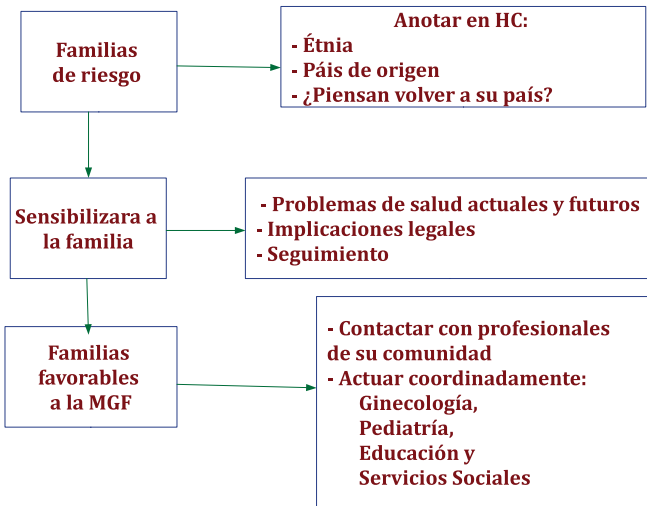 Familias
de riesgo
Anotar en HC:
- Étnia
- Páis de origen
- ¿Piensan volver a su país?
Sensibilizara a
la familia
- Problemas de salud actuales y futuros
- Implicaciones legales
- Seguimiento
Familias
favorables
a la MGF
- Contactar con profesionales
de su comunidad
- Actuar coordinadamente:
Ginecología,
Pediatría,
Educación y
Servicios Sociales